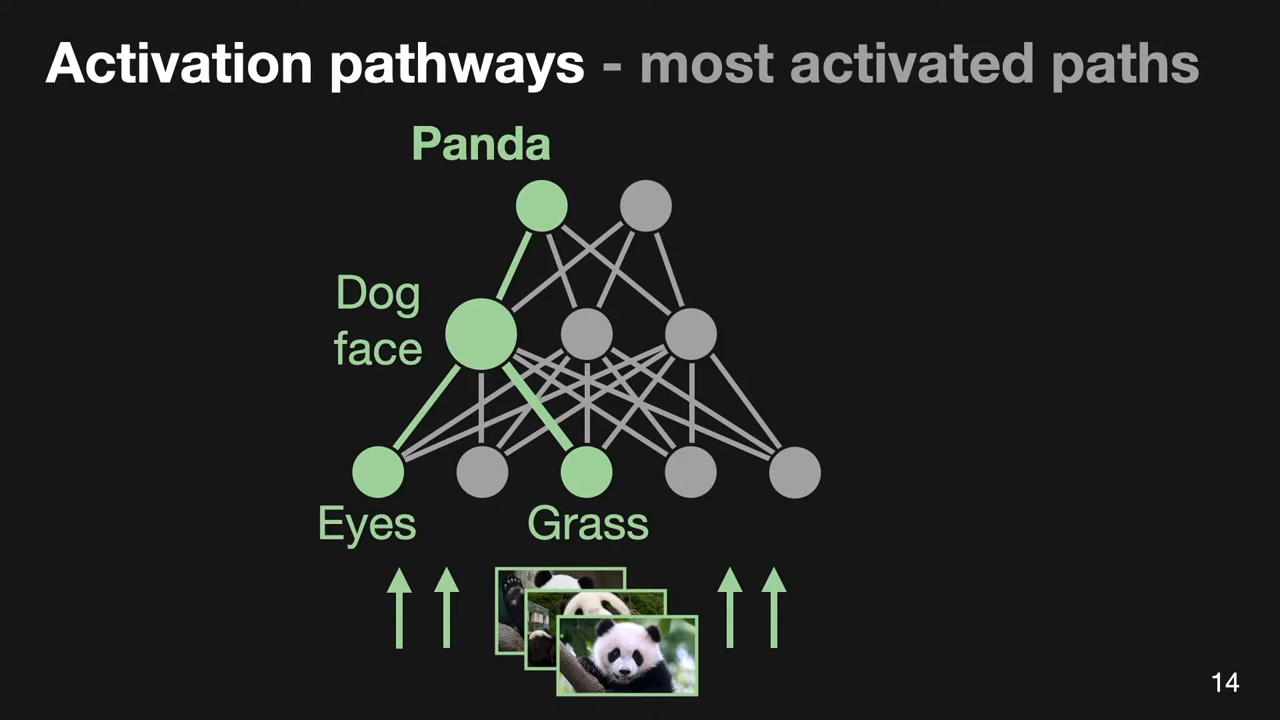 Activation pathways - most activated paths
Panda
Dog
face
Eyes
Grass
14